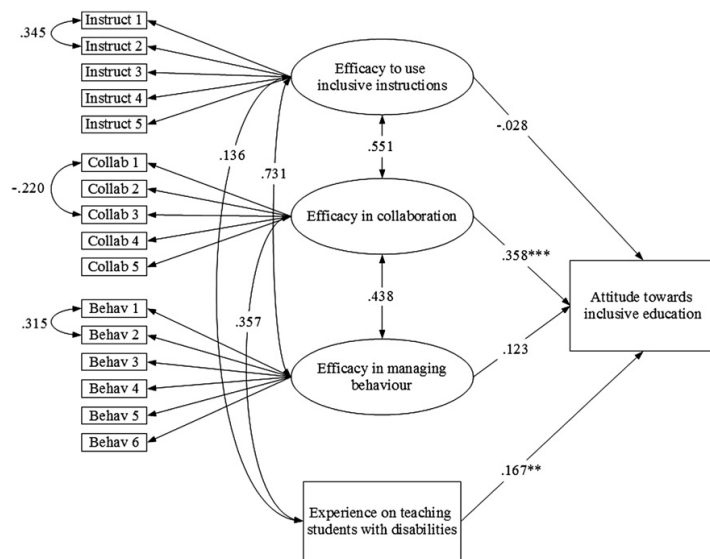 Instruct 1
.345
Instruct 2
Instruct 3
Instruct 4
Instruct 5
Efficacy to use
inclusive instructions
-.028
.136
.731
.551
Collab 1
-.220
Collab 2
Collab 3
Collab 4
Collab 5
Efficacy in collaboration
.358***
.438
Attitude towards
inclusive education
Behav 1
.315
Behav 2
Behav 3
Behav 4
Behav 5
Behav 6
.357
Efficacy in managing
behaviour
.123
.167**
Experience on teaching
students with disabilities